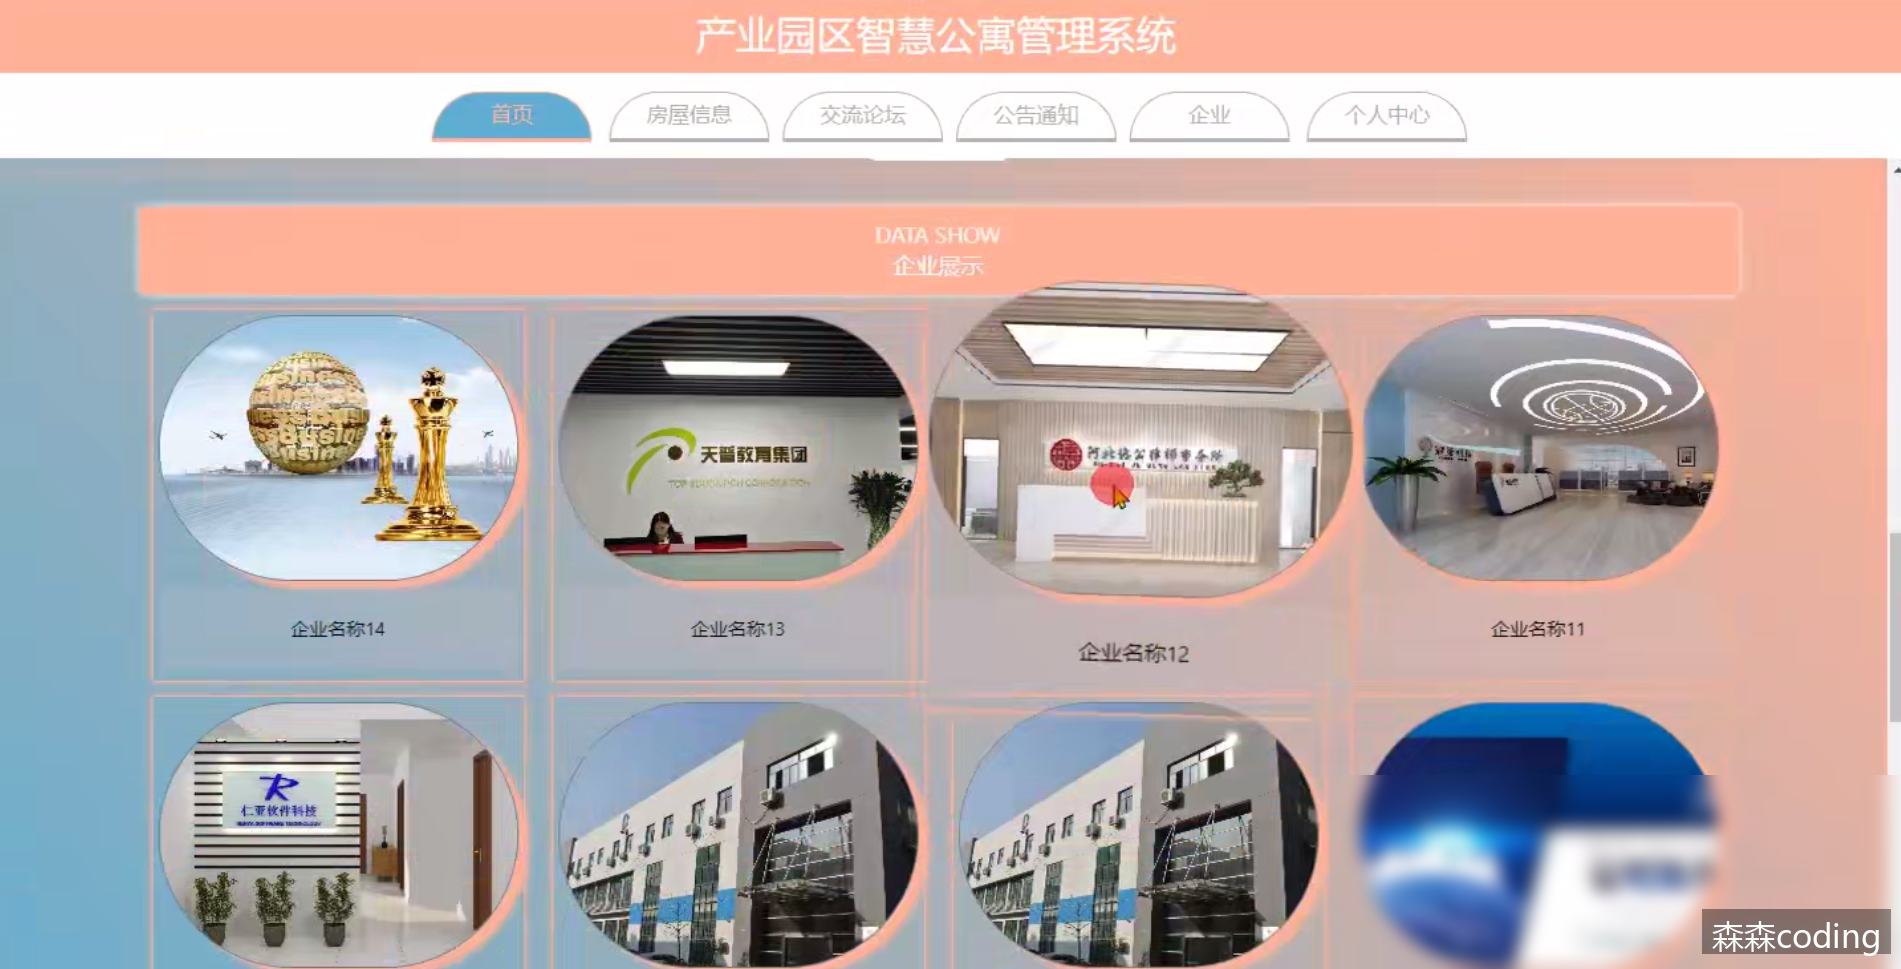 产业园区智慧公寓管理系统
首页 房屋信息 交流论坛 公告通知 企业 个人中心
DATA SHOW
企业展示
天誉教育集团
企业名称14 企业名称13 企业名称12 企业名称11
仁亚软件科技
森森coding